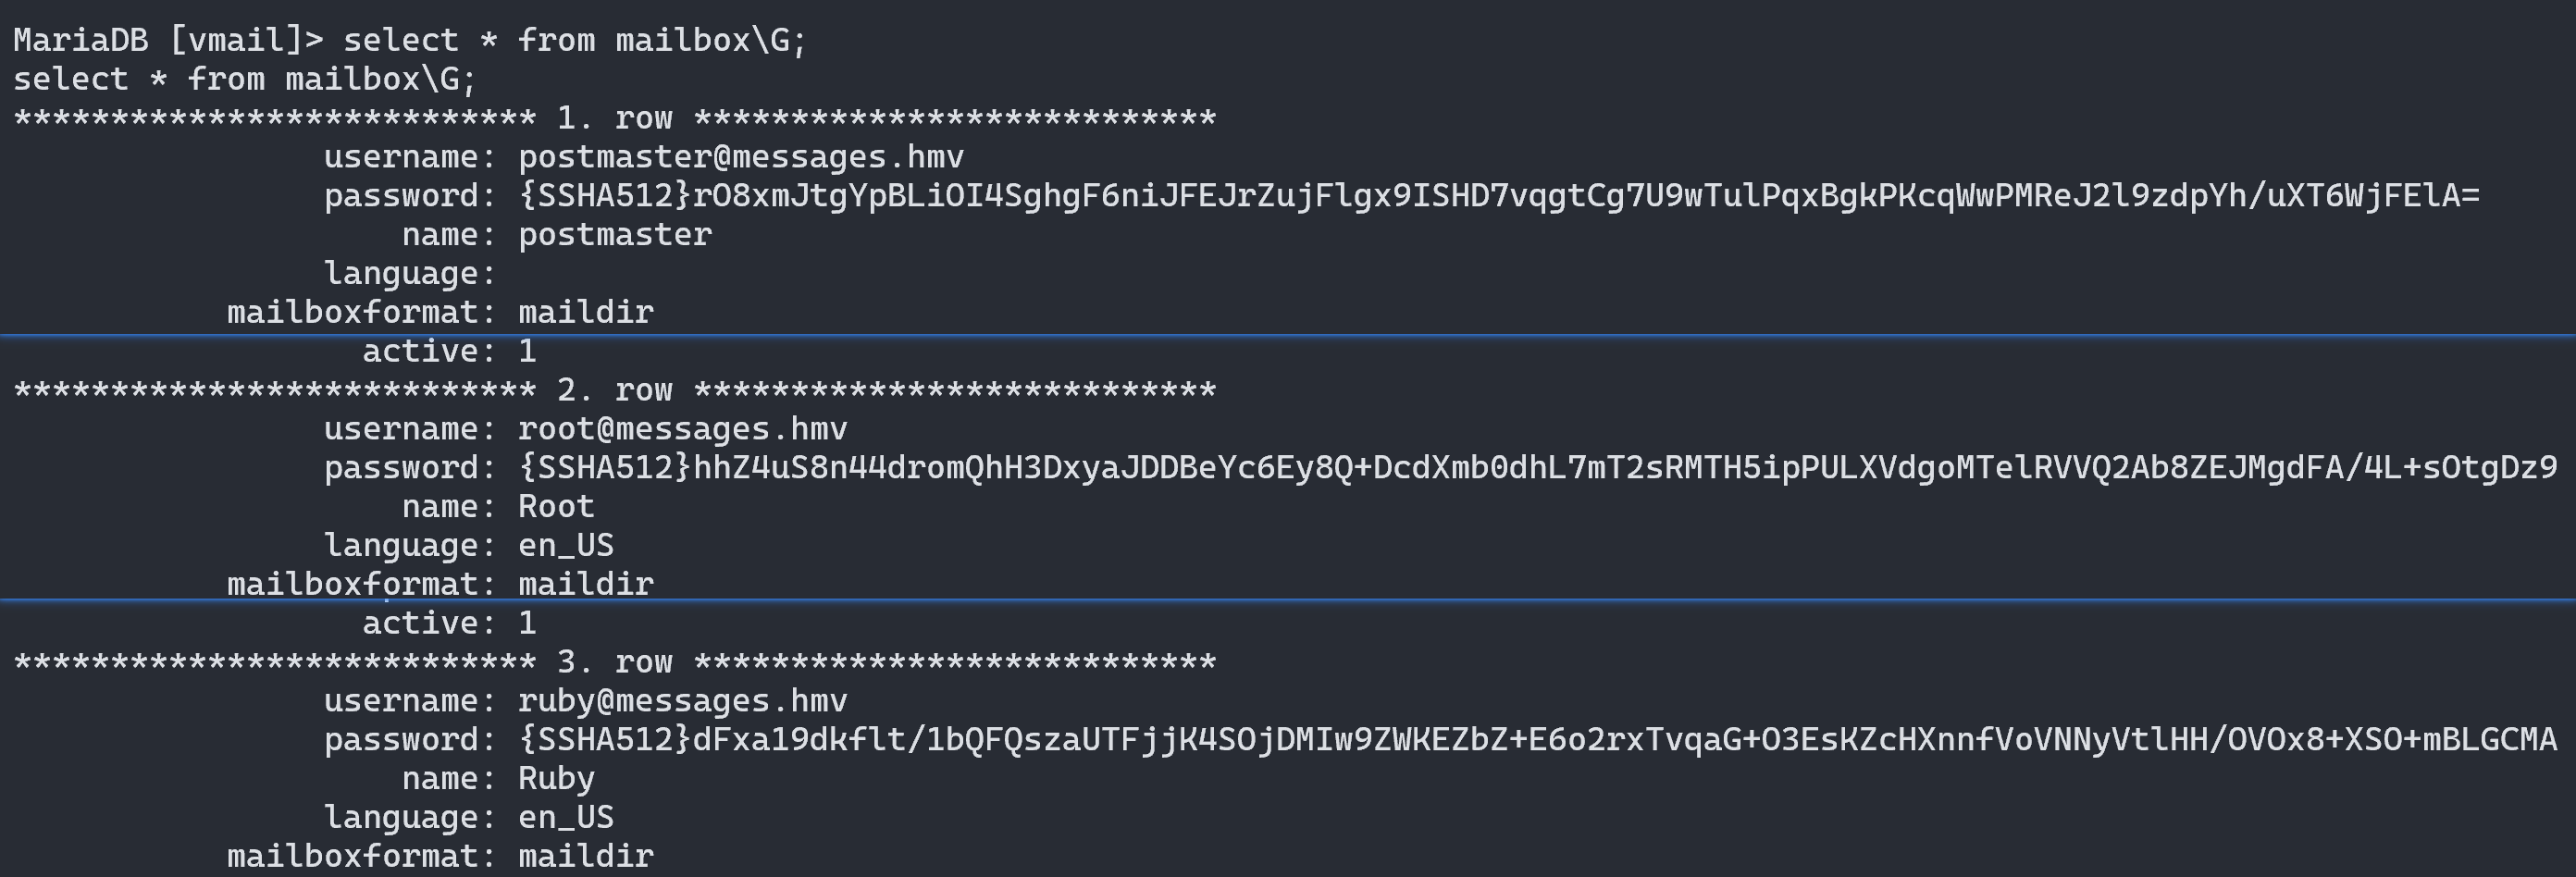 MariaDB [vmail]> select * from mailbox\G;
select * from mailbox\G;
*************************** 1. row ***************************
username: postmaster@messages.hmv
password: {SSHA512}rO8xmJtgYpBLiOI4SghgF6niJFEJrZujFlgx9ISHD7vqgtCg7U9wTulPqxBgkPKcqWwPMReJ2l9zdpYh/uXT6WjFElA=
name: postmaster
language:
mailboxformat: maildir
active: 1
*************************** 2. row ***************************
username: root@messages.hmv
password: {SSHA512}hhZ4uS8n44dromQhH3DxyaJDDBeYc6Ey8Q+DcdXmb0dhL7mT2sRMTH5ipPULXVdgoMTelRVVQ2Ab8ZEJMgdFA/4L+sOtgDz9
name: Root
language: en_US
mailboxformat: maildir
active: 1
*************************** 3. row ***************************
username: ruby@messages.hmv
password: {SSHA512}dFxa19dkflt/1bQFQszaUTFjjK4SOjDMIw9ZWKEZbZ+E6o2rxTvqaG+O3EsKZcHXnnfVoVNNyVtlHH/OVOx8+XSO+mBLGCMA
name: Ruby
language: en_US
mailboxformat: maildir